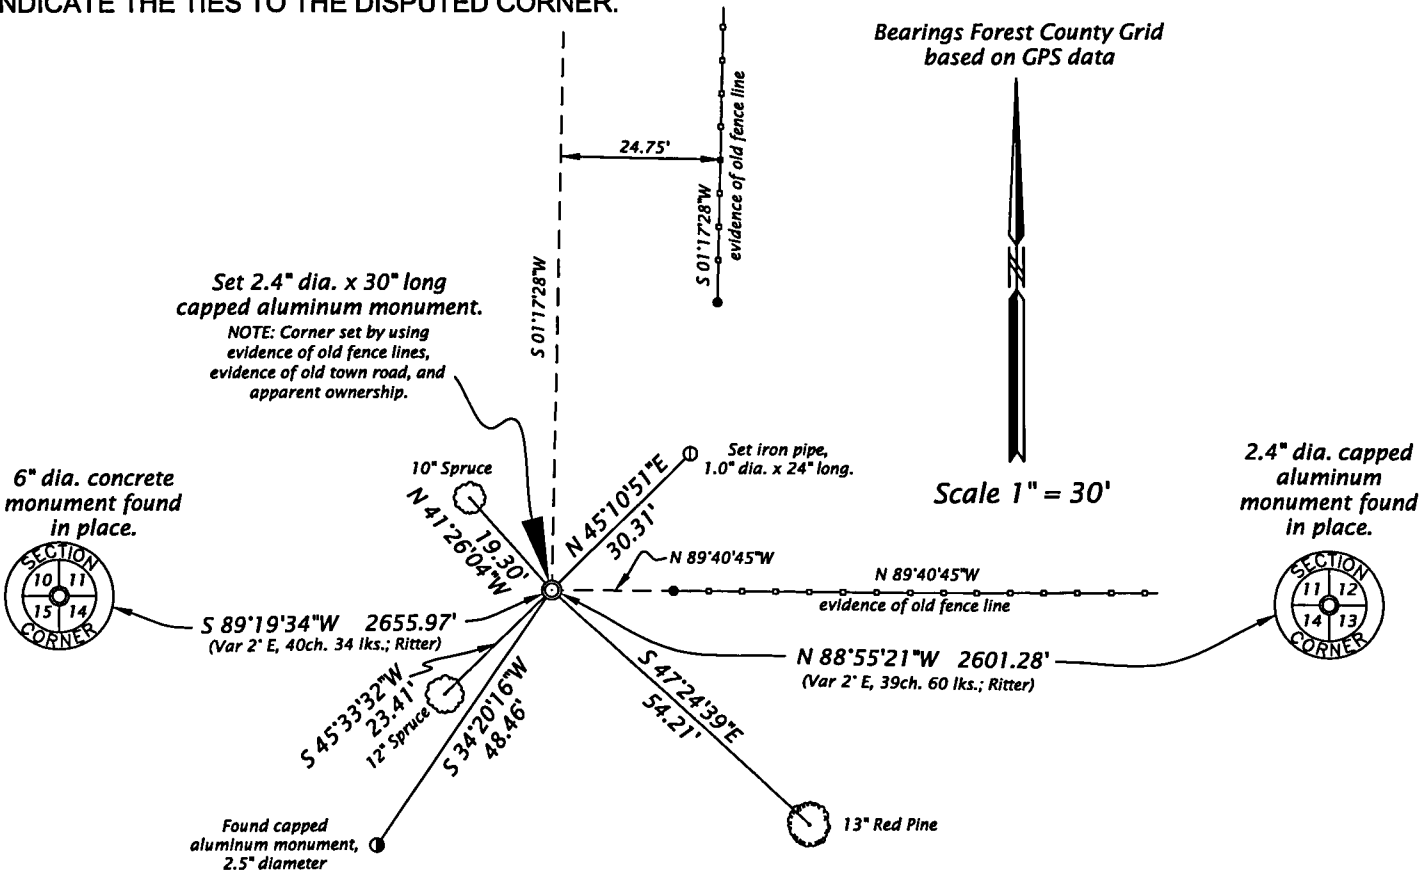 NDICATE THE TIES TO THE DISPUTED CORNER.
Bearings Forest County Grid
based on GPS data
24.75'
evidence of old fence line
S 01°17'28"W
S 01°17'28"W
Set 2.4" dia. x 30" long
capped aluminum monument.
NOTE: Corner set by using
evidence of old fence lines,
evidence of old town road, and
apparent ownership.
10" Spruce
N 41°26'04"W
19.30'
N 45°10'51"E
30.31'
Set iron pipe,
1.0" dia. x 24" long.
Scale 1" = 30'
6" dia. concrete
monument found
in place.
SECTION
10 11
15 14
CORNER
2.4" dia. capped
aluminum
monument found
in place.
SECTION
11 12
14 13
CORNER
N 89°40'45"W
N 89°40'45"W
evidence of old fence line
S 89°19'34"W 2655.97'
(Var 2° E, 40ch. 34 lks.; Ritter)
N 88°55'21"W 2601.28'
(Var 2° E, 39ch. 60 lks.; Ritter)
S 45°33'32"W
23.41'
12" Spruce
S 34°20'16"W
48.46'
S 47°24'39"E
54.21'
13" Red Pine
Found capped
aluminum monument,
2.5" diameter